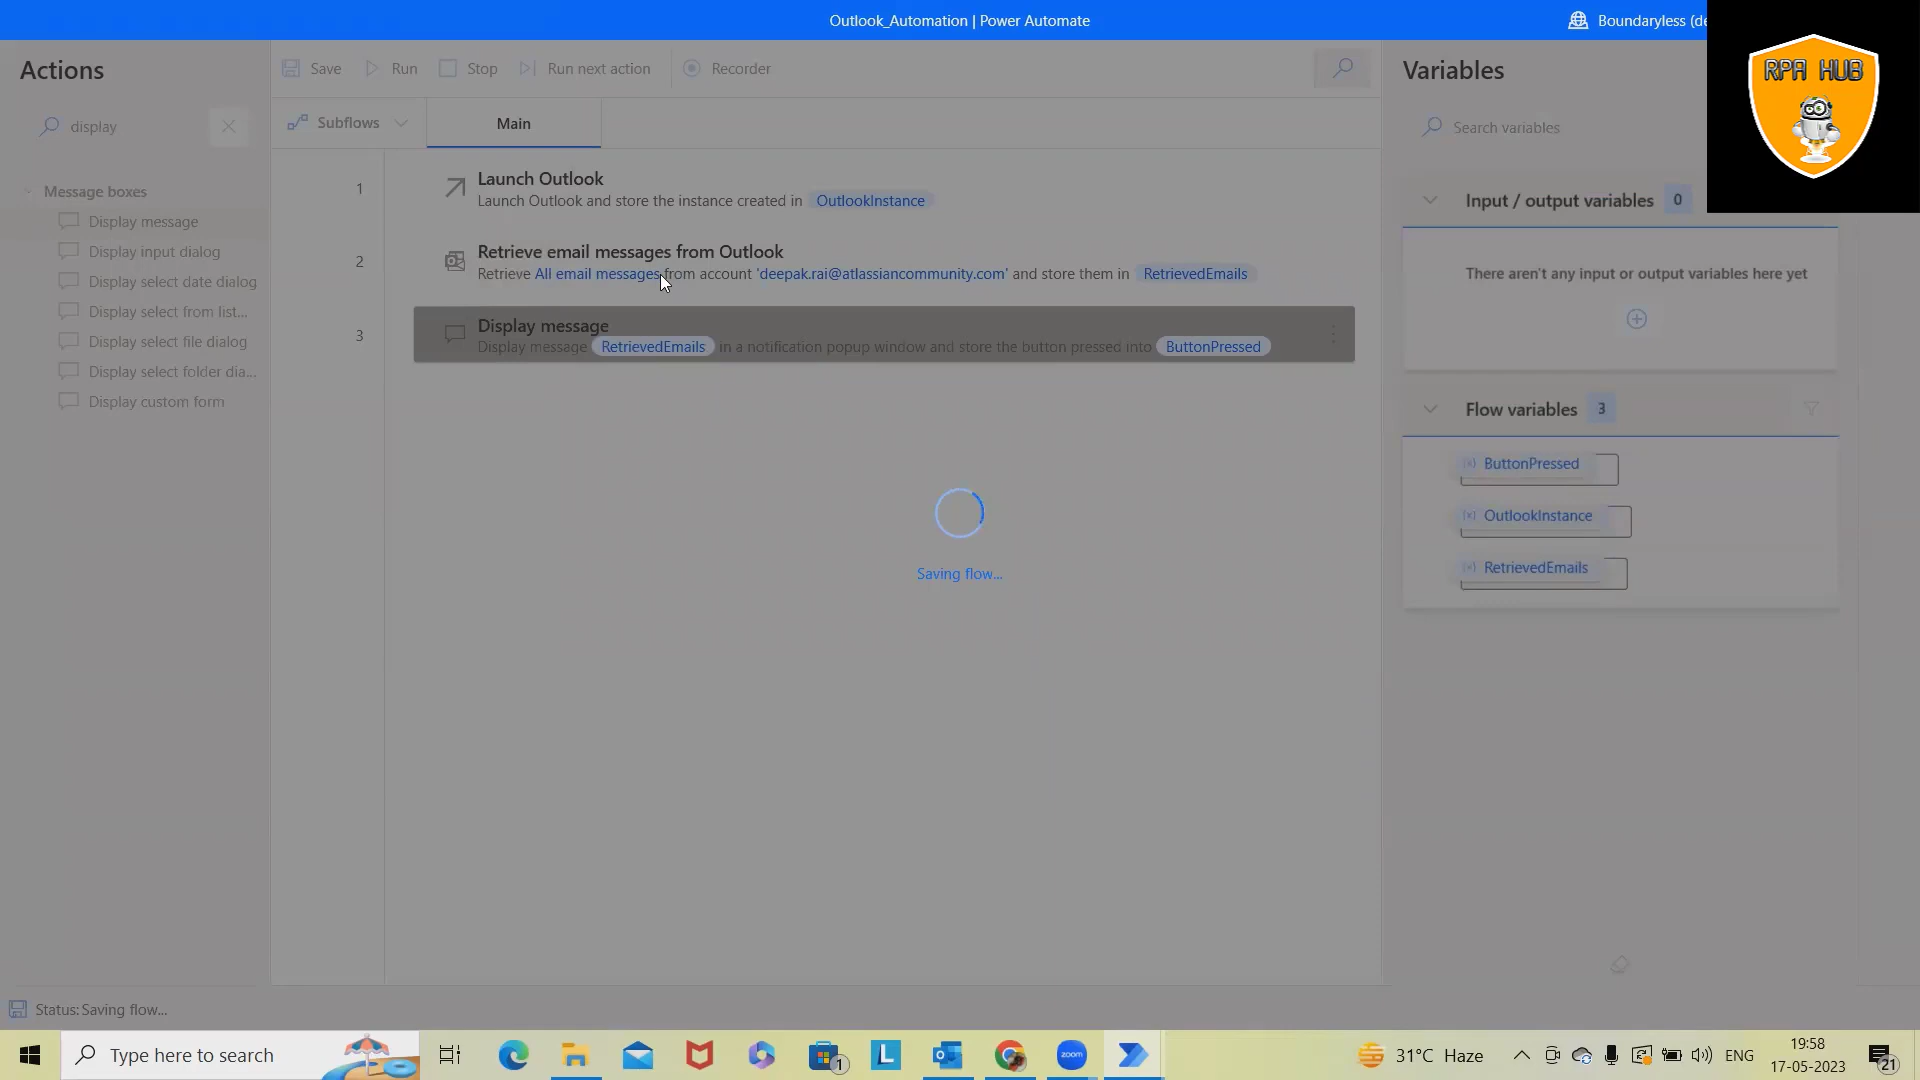 Outlook_Automation | Power Automate
Boundaryless (de
RPA HUB
Actions
Save
Run
Stop
Run next action
Recorder
Variables
display
Subflows
Main
Search variables
Message boxes
Display message
Display input dialog
Display select date dialog
Display select from list...
Display select file dialog
Display select folder dia...
Display custom form
1
Launch Outlook
Launch Outlook and store the instance created in OutlookInstance
2
Retrieve email messages from Outlook
Retrieve All email messages from account 'deepak.rai@atlassiancommunity.com' and store them in RetrievedEmails
3
Display message
Display message RetrievedEmails in a notification popup window and store the button pressed into ButtonPressed
Saving flow...
Input / output variables 0
There aren't any input or output variables here yet
Flow variables 3
{x} ButtonPressed
{x} OutlookInstance
{x} RetrievedEmails
Status: Saving flow...
Type here to search
1
L
zoom
31°C Haze
ENG
19:58
17-05-2023
21